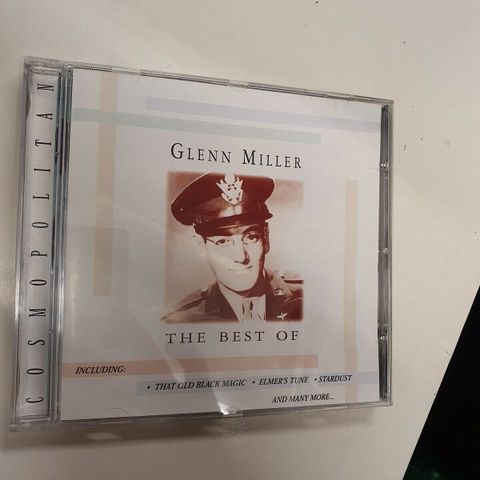 COSMOPOLITAN
GLENN MILLER
THE BEST OF
INCLUDING:
• THAT OLD BLACK MAGIC • ELMER'S TUNE • STARDUST
AND MANY MORE...